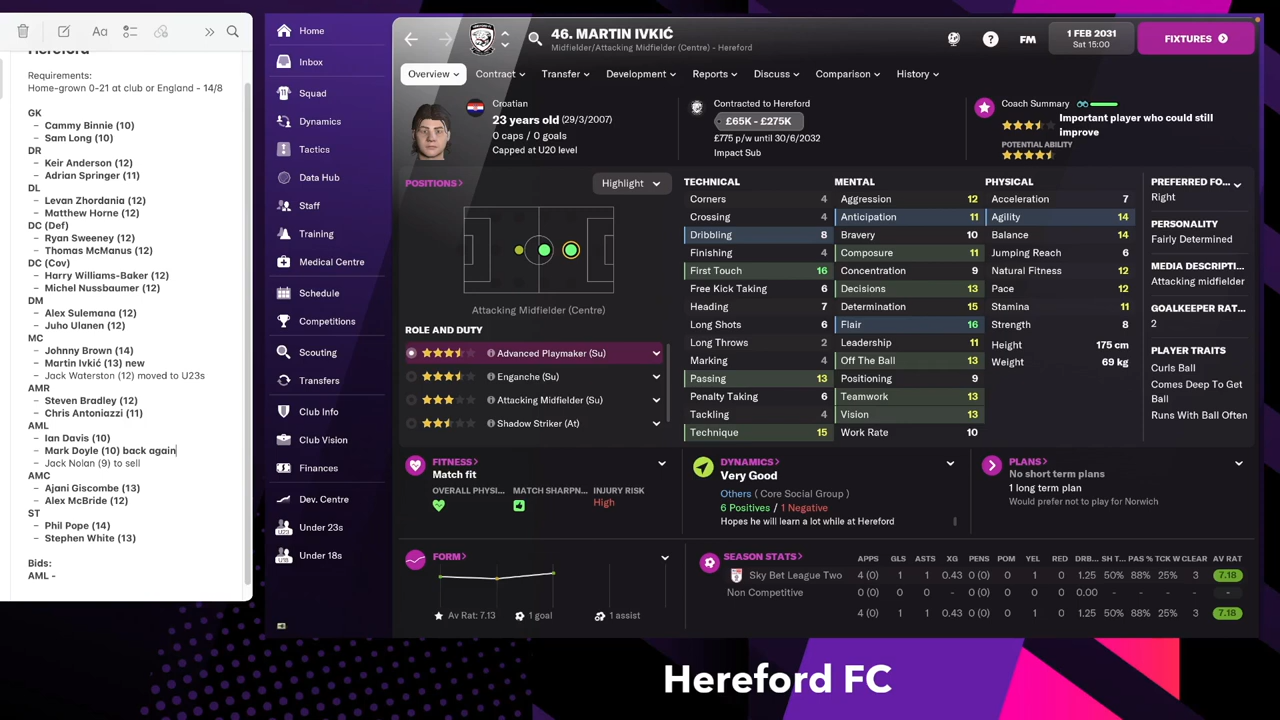 Hereford
Requirements:
Home-grown 0-21 at club or England - 14/8
GK
– Cammy Binnie (10)
– Sam Long (10)
DR
– Keir Anderson (12)
– Adrian Springer (11)
DL
– Levan Zhordania (12)
– Matthew Horne (12)
DC (Def)
– Ryan Sweeney (12)
– Thomas McManus (12)
DC (Cov)
– Harry Williams-Baker (12)
– Michel Nussbaumer (12)
DM
– Alex Sulemana (12)
– Juho Ulanen (12)
MC
– Johnny Brown (14)
– Martin Ivkić (13) new
– Jack Waterston (12) moved to U23s
AMR
– Steven Bradley (12)
– Chris Antoniazzi (11)
AML
– Ian Davis (10)
– Mark Doyle (10) back again
– Jack Nolan (9) to sell
AMC
– Ajani Giscombe (13)
– Alex McBride (12)
ST
– Phil Pope (14)
– Stephen White (13)
Bids:
AML -
Home
Inbox
Squad
Dynamics
Tactics
Data Hub
Staff
Training
Medical Centre
Schedule
Competitions
Scouting
Transfers
Club Info
Club Vision
Finances
Dev. Centre
Under 23s
Under 18s
46. MARTIN IVKIĆ
Midfielder/Attacking Midfielder (Centre) - Hereford
FM
1 FEB 2031
Sat 15:00
FIXTURES
Overview
Contract
Transfer
Development
Reports
Discuss
Comparison
History
Croatian
23 years old (29/3/2007)
0 caps / 0 goals
Capped at U20 level
Contracted to Hereford
£65K - £275K
£775 p/w until 30/6/2032
Impact Sub
Coach Summary
Important player who could still improve
POTENTIAL ABILITY
POSITIONS
Highlight
Attacking Midfielder (Centre)
ROLE AND DUTY
Advanced Playmaker (Su)
Enganche (Su)
Attacking Midfielder (Su)
Shadow Striker (At)
TECHNICAL
Corners 4
Crossing 4
Dribbling 8
Finishing 4
First Touch 16
Free Kick Taking 6
Heading 7
Long Shots 6
Long Throws 2
Marking 4
Passing 13
Penalty Taking 6
Tackling 4
Technique 15
MENTAL
Aggression 12
Anticipation 11
Bravery 10
Composure 11
Concentration 9
Decisions 13
Determination 15
Flair 16
Leadership 11
Off The Ball 13
Positioning 9
Teamwork 13
Vision 13
Work Rate 10
PHYSICAL
Acceleration 7
Agility 14
Balance 14
Jumping Reach 6
Natural Fitness 12
Pace 12
Stamina 11
Strength 8
Height 175 cm
Weight 69 kg
PREFERRED FO...
Right
PERSONALITY
Fairly Determined
MEDIA DESCRIPTI...
Attacking midfielder
GOALKEEPER RAT...
2
PLAYER TRAITS
Curls Ball
Comes Deep To Get Ball
Runs With Ball Often
FITNESS
Match fit
OVERALL PHYSI...
MATCH SHARPN...
INJURY RISK
High
DYNAMICS
Very Good
Others ( Core Social Group )
6 Positives / 1 Negative
Hopes he will learn a lot while at Hereford
PLANS
No short term plans
1 long term plan
Would prefer not to play for Norwich
FORM
Av Rat: 7.13
1 goal
1 assist
SEASON STATS
APPS GLS ASTS XG PENS POM YEL RED DRB... SH T... PAS % TCK W CLEAR AV RAT
Sky Bet League Two 4 (0) 1 1 0.43 0 (0) 0 1 0 1.25 50% 88% 25% 3 7.18
Non Competitive 0 (0) 0 0 - 0 (0) 0 0 0 0.00 - - - - -
4 (0) 1 1 0.43 0 (0) 0 1 0 1.25 50% 88% 25% 3 7.18
Hereford FC